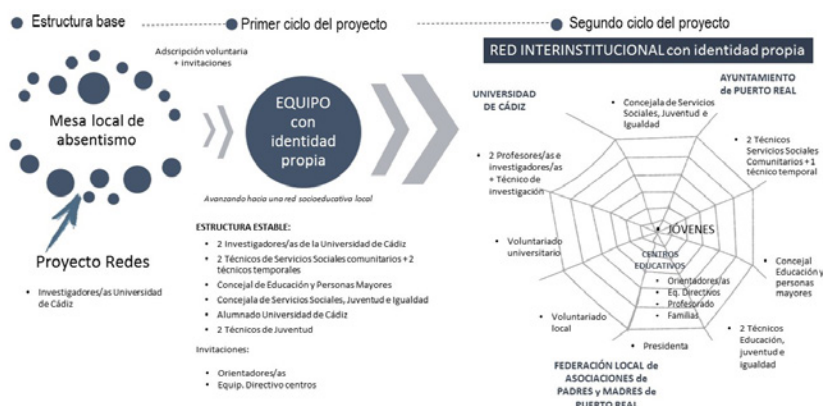 Estructura base
Primer ciclo del proyecto
Segundo ciclo del proyecto
Adscripción voluntaria
+ invitaciones
Mesa local de
absentismo
Proyecto Redes
• Investigadores/as Universidad
de Cádiz
EQUIPO
con
identidad
propia
Avanzando hacia una red socioeducativa local
ESTRUCTURA ESTABLE:
• 2 Investigadores/as de la Universidad de Cádiz
• 2 Técnicos de Servicios Sociales comunitarios + 2
técnicos temporales
• Concejal de Educación y Personas Mayores
• Concejala de Servicios Sociales, Juventud e Igualdad
• Alumnado Universidad de Cádiz
• 2 Técnicos de Juventud
Invitaciones:
• Orientadores/as
• Equip. Directivo centros
RED INTERINSTITUCIONAL con identidad propia
UNIVERSIDAD
DE CÁDIZ
AYUNTAMIENTO
de PUERTO REAL
• Concejala de Servicios
Sociales, Juventud e
Igualdad
• 2 Profesores/as e
investigadores/as
+ Técnico de
investigación
• 2 Técnicos
Servicios Sociales
Comunitarios + 1
técnico temporal
• JÓVENES
• Voluntariado
universitario
CENTROS
EDUCATIVOS
• Orientadores/as
• Eq. Directivos
• Profesorado
• Familias
• Concejal
Educación y
personas
mayores
• Voluntariado
local
• Presidenta
• 2 Técnicos
Educación,
juventud e
igualdad
FEDERACIÓN LOCAL de
ASOCIACIONES de
PADRES y MADRES de
PUERTO REAL